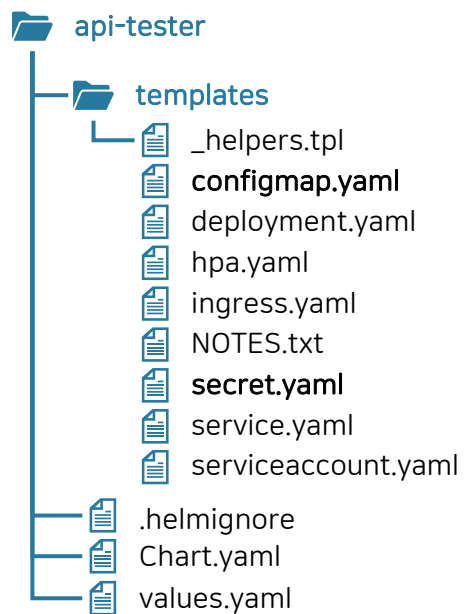 api-tester
templates
_helpers.tpl
configmap.yaml
deployment.yaml
hpa.yaml
ingress.yaml
NOTES.txt
secret.yaml
service.yaml
serviceaccount.yaml
.helmignore
Chart.yaml
values.yaml